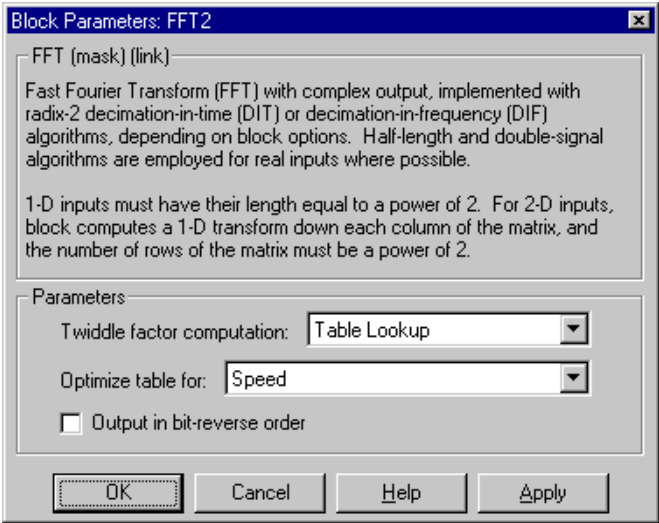 Block Parameters: FFT2
FFT (mask) (link)
Fast Fourier Transform (FFT) with complex output, implemented with
radix-2 decimation-in-time (DIT) or decimation-in-frequency (DIF)
algorithms, depending on block options.  Half-length and double-signal
algorithms are employed for real inputs where possible.
1-D inputs must have their length equal to a power of 2.  For 2-D inputs,
block computes a 1-D transform down each column of the matrix, and
the number of rows of the matrix must be a power of 2.
Parameters
Twiddle factor computation: Table Lookup
Optimize table for: Speed
Output in bit-reverse order
OK Cancel Help Apply